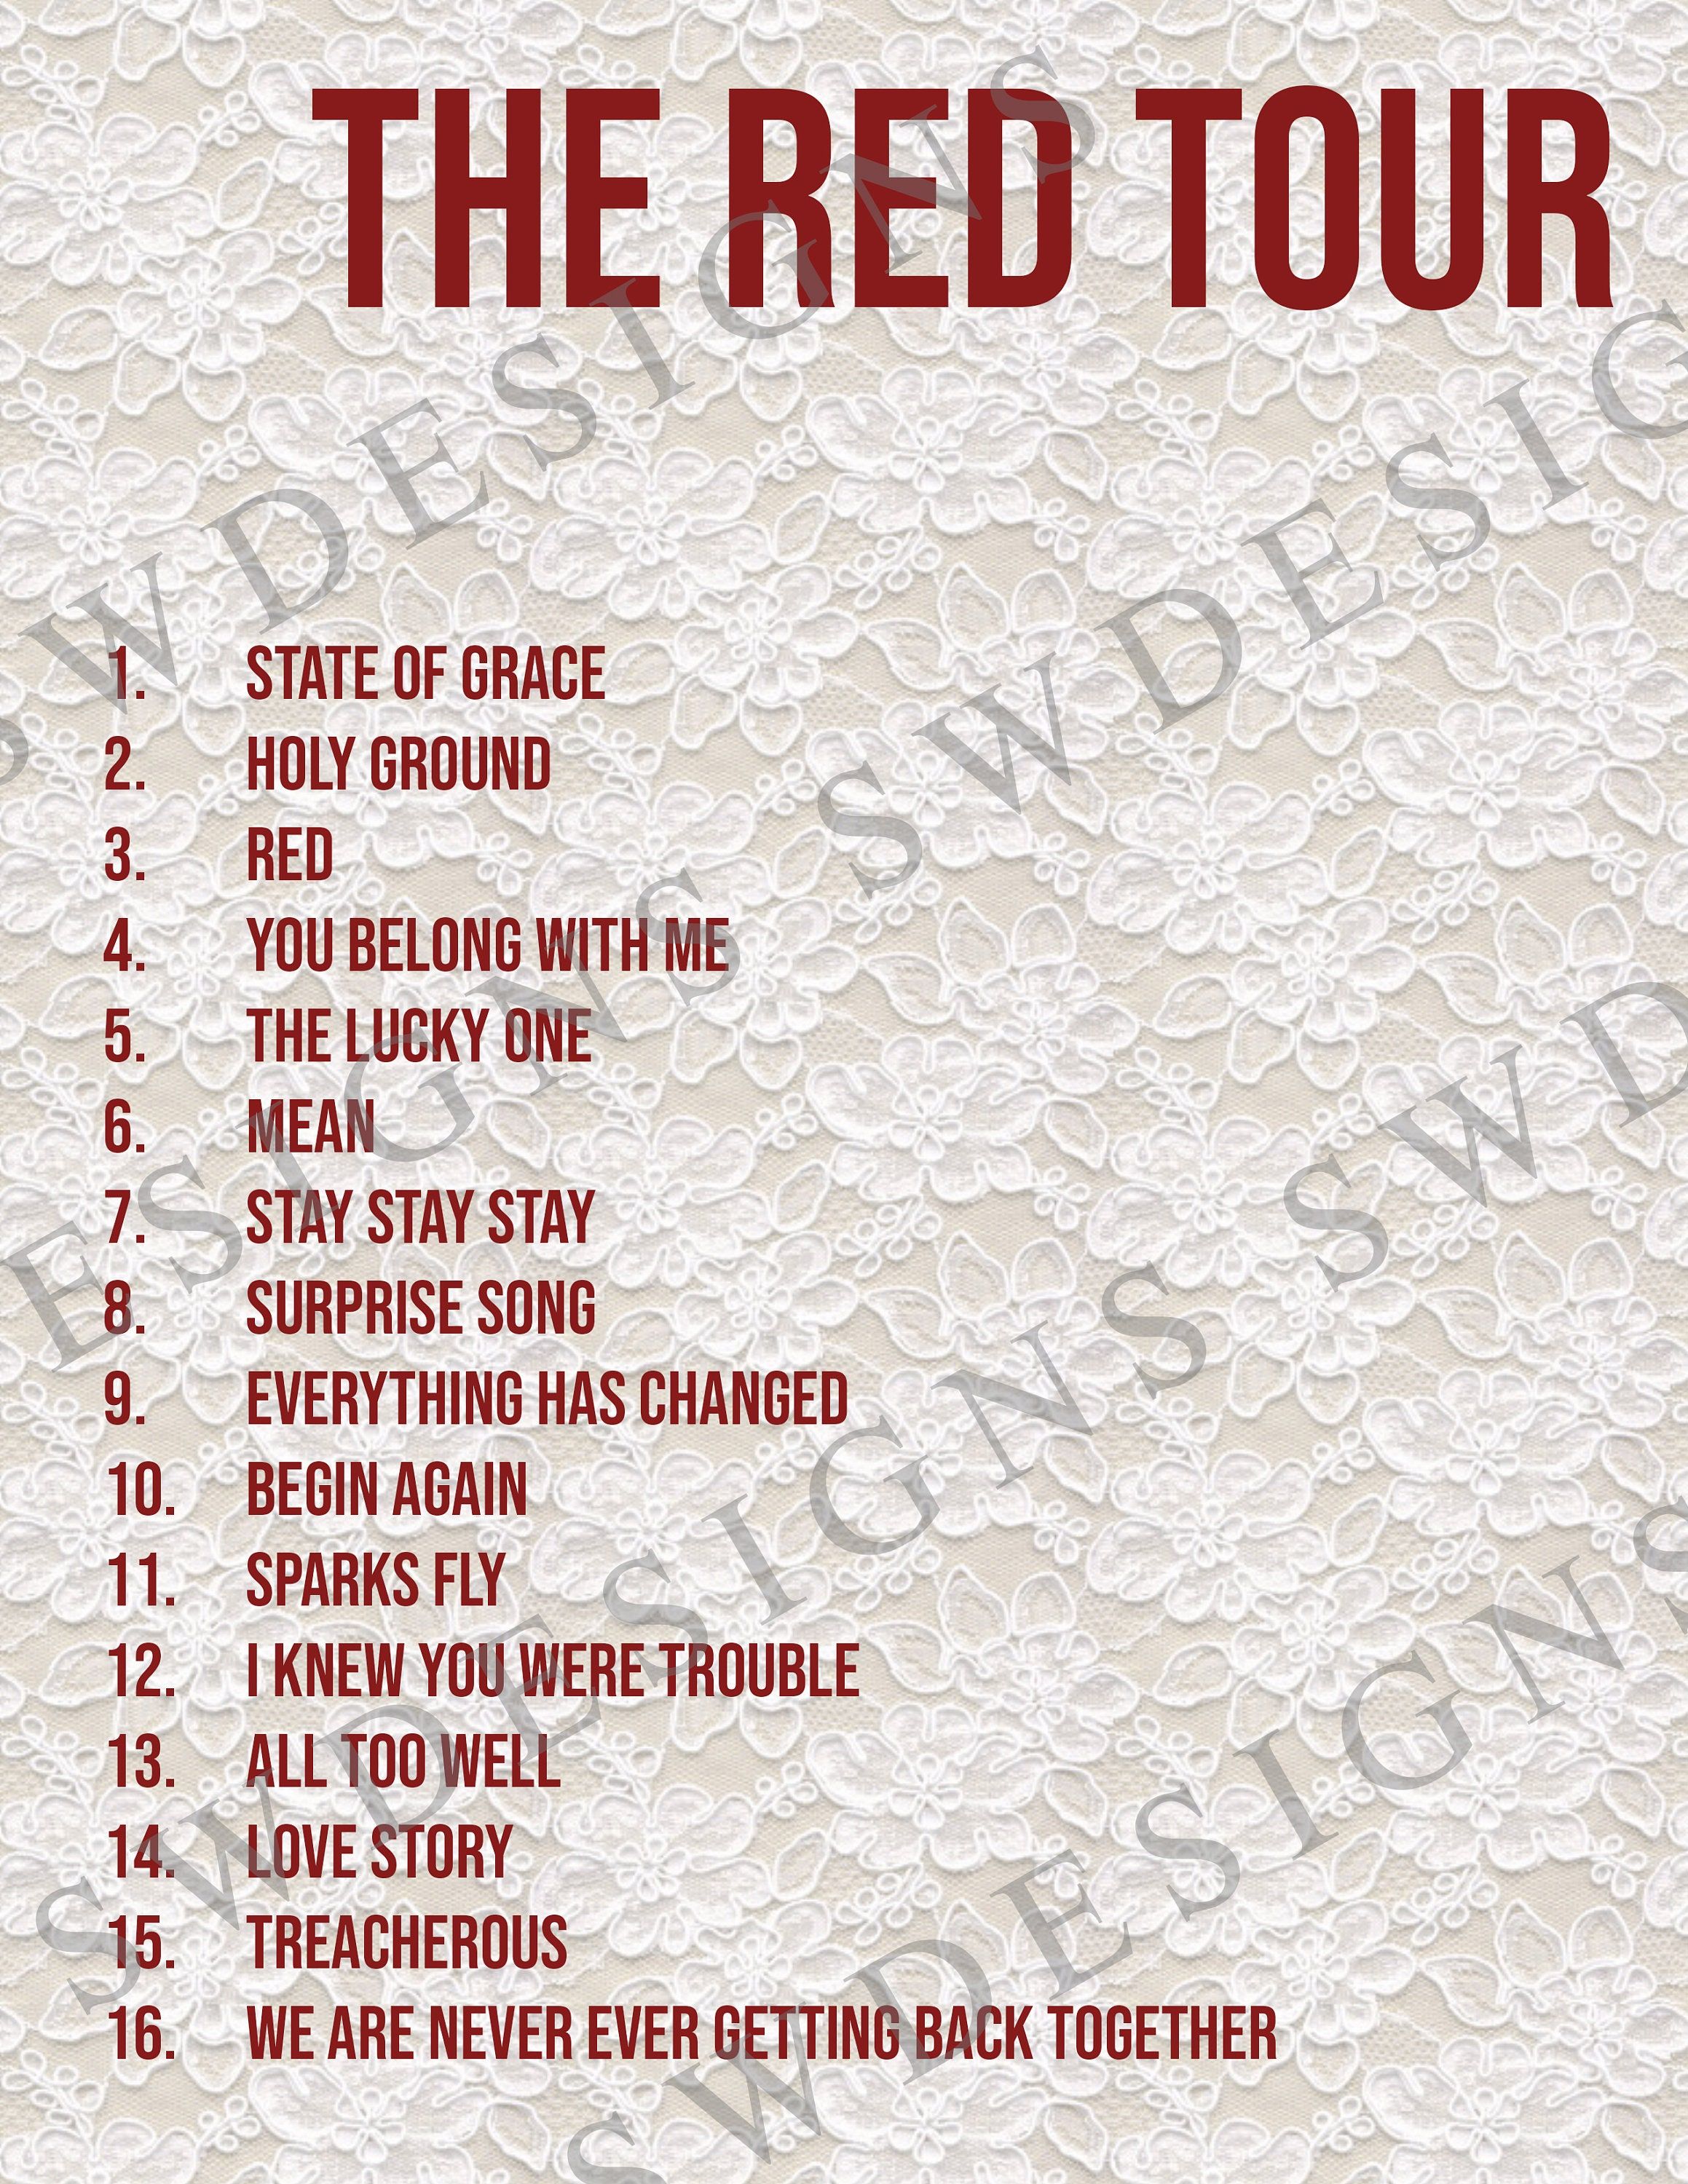 THE RED TOUR
1. STATE OF GRACE
2. HOLY GROUND
3. RED
4. YOU BELONG WITH ME
5. THE LUCKY ONE
6. MEAN
7. STAY STAY STAY
8. SURPRISE SONG
9. EVERYTHING HAS CHANGED
10. BEGIN AGAIN
11. SPARKS FLY
12. I KNEW YOU WERE TROUBLE
13. ALL TOO WELL
14. LOVE STORY
15. TREACHEROUS
16. WE ARE NEVER EVER GETTING BACK TOGETHER
SWDESIGNS
SWDESIGNS SWDESIGNS
SWDESIGNS SWDESIGNS
SWDESIGNS